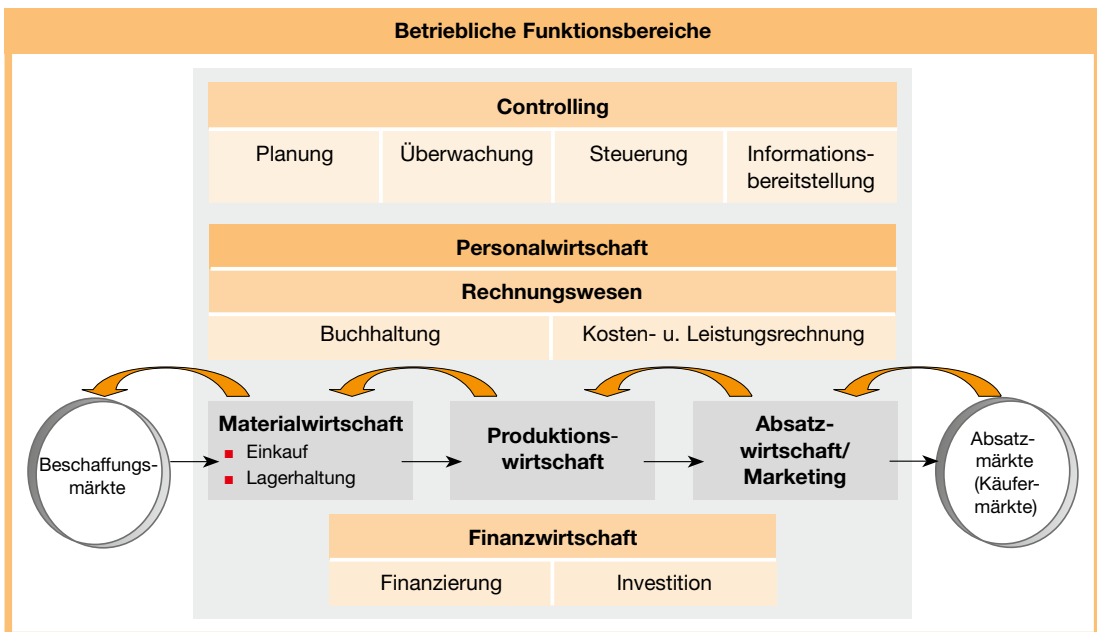 Betriebliche Funktionsbereiche
Controlling
Planung
Überwachung
Steuerung
Informations-
bereitstellung
Personalwirtschaft
Rechnungswesen
Buchhaltung
Kosten- u. Leistungsrechnung
Beschaffungs-
märkte
Materialwirtschaft
Einkauf
Lagerhaltung
Produktions-
wirtschaft
Absatz-
wirtschaft/
Marketing
Absatz-
märkte
(Käufer-
märkte)
Finanzwirtschaft
Finanzierung
Investition